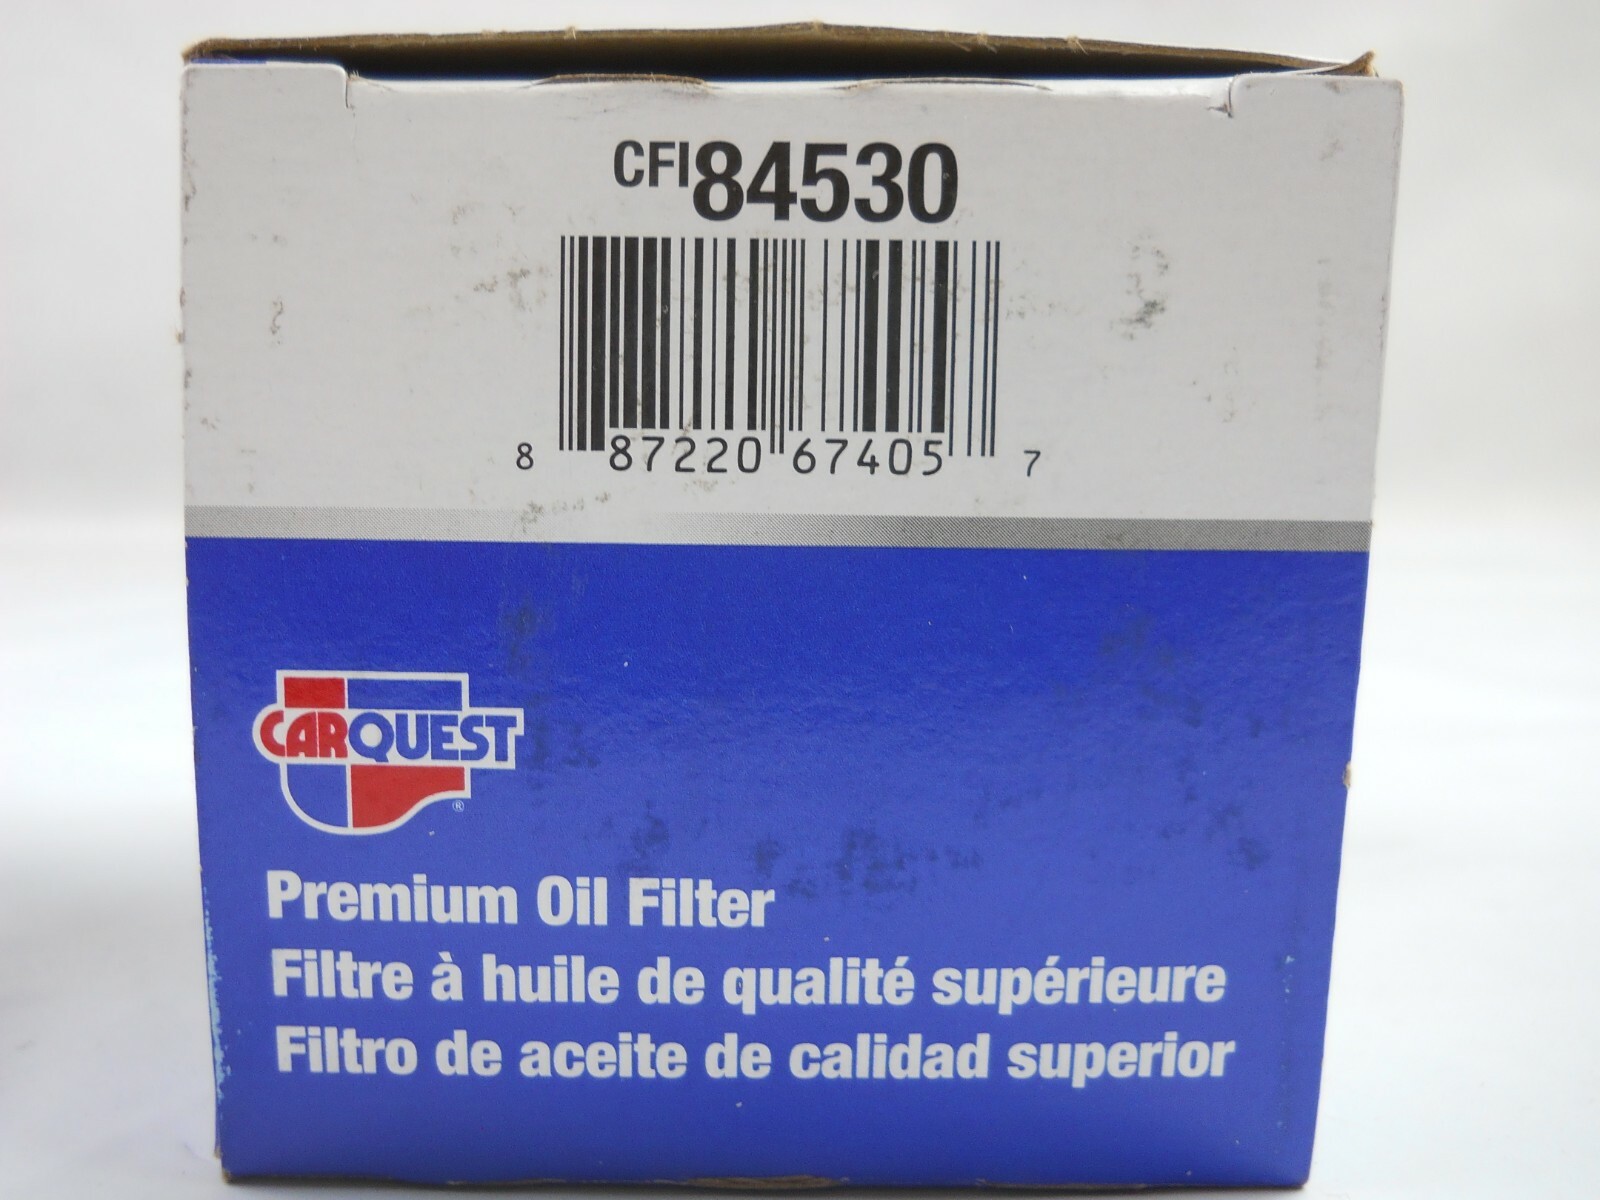 CFI84530
8 87220 67405 7
CARQUEST
®
Premium Oil Filter
Filtre à huile de qualité supérieure
Filtro de aceite de calidad superior